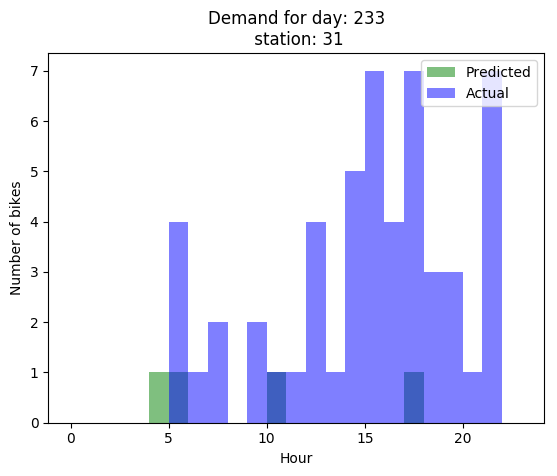 Demand for day: 233
station: 31
Predicted
Actual
Number of bikes
7
6
5
4
3
2
1
0
0 5 10 15 20
Hour